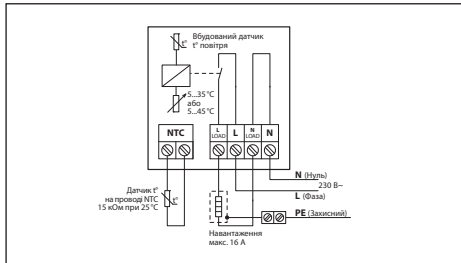 Вбудований датчик
t° повітря
t°
5...35 °C
або
5...45 °C
NTC
L
LOAD
L
N
LOAD
N
N (Нуль)
230 В~
L (Фаза)
Датчик t°
на проводі NTC
15 кОм при 25 °C
t°
PE (Захисний)
Навантаження
макс. 16 А